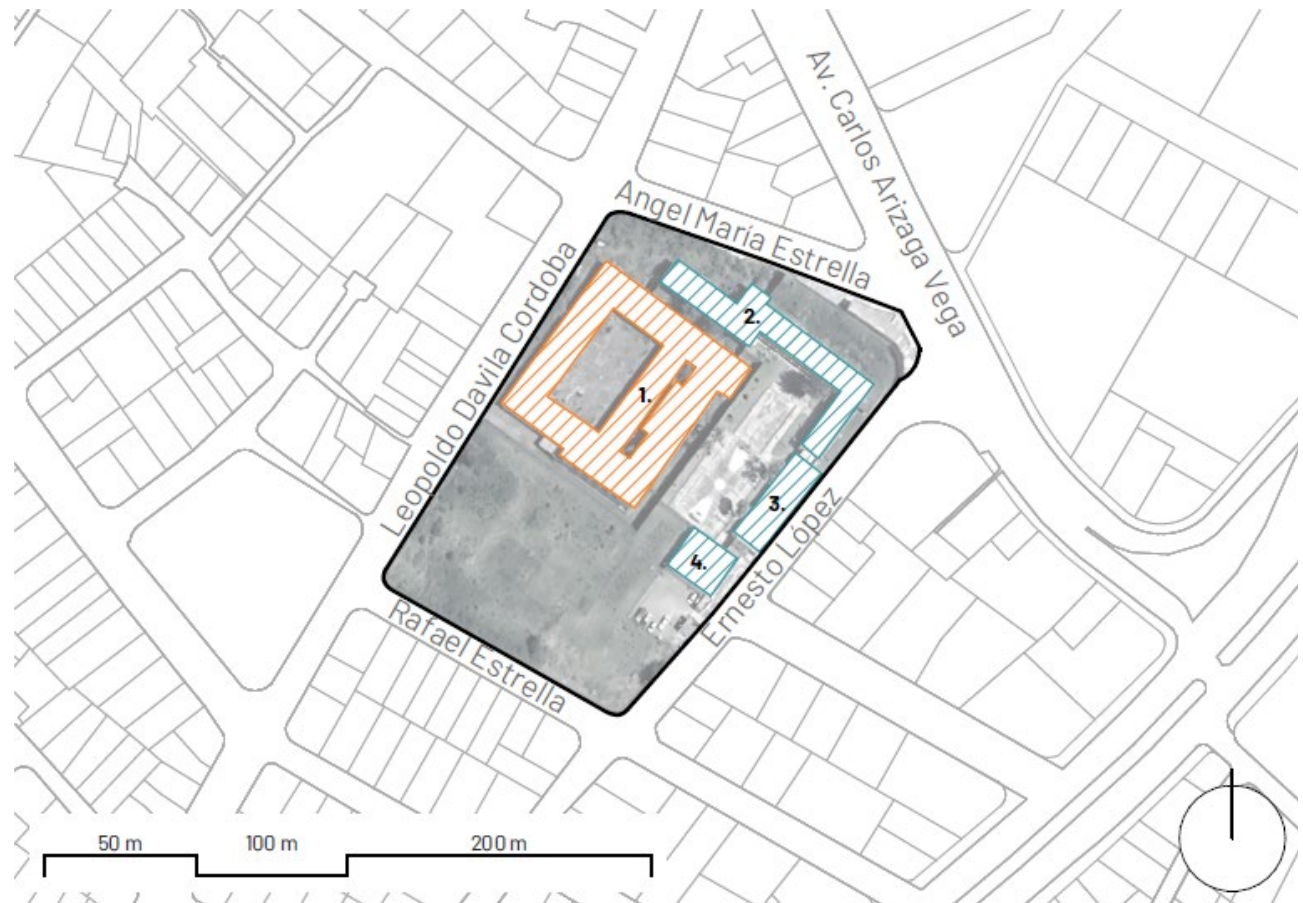 Av. Carlos Arizaga Vega
Angel María Estrella
Leopoldo Davila Cordoba
2.
1.
3.
4.
Ernesto López
Rafael Estrella
50 m 100 m 200 m